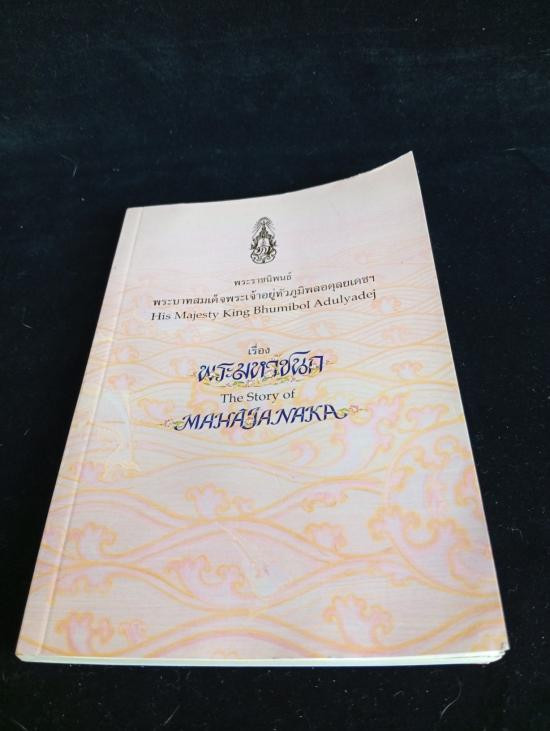 พระราชนิพนธ์
พระบาทสมเด็จพระเจ้าอยู่หัวภูมิพลอดุลยเดชฯ
His Majesty King Bhumibol Adulyadej
เรื่อง
พระมหาชนก
The Story of
MAHAJANAKA